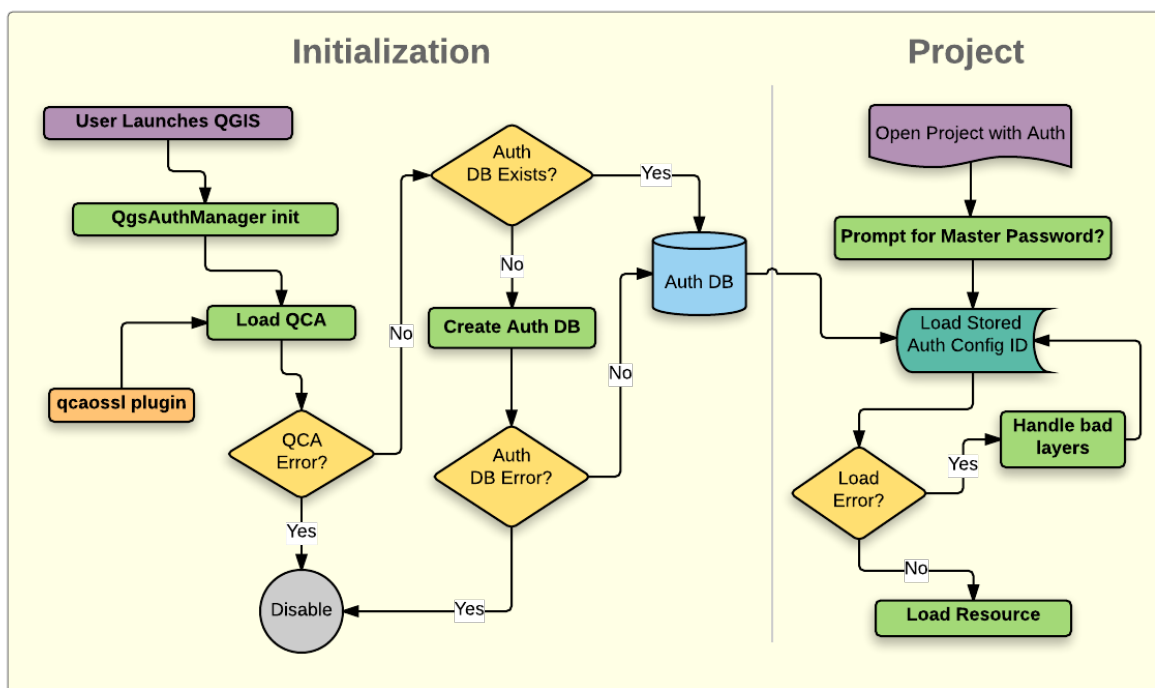 Initialization
Project
User Launches QGIS
QgsAuthManager init
Load QCA
qcaossl plugin
QCA
Error?
Yes
Disable
No
Auth
DB Exists?
Yes
No
Create Auth DB
Auth
DB Error?
Yes
No
Auth DB
Open Project with Auth
Prompt for Master Password?
Load Stored
Auth Config ID
Load
Error?
Yes
Handle bad
layers
No
Load Resource